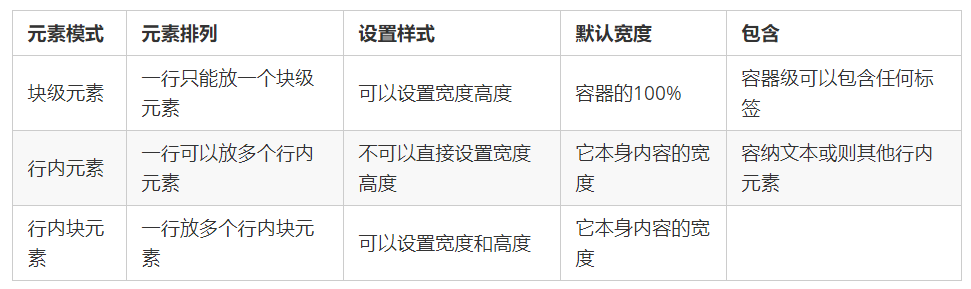 元素模式 元素排列 设置样式 默认宽度 包含
块级元素 一行只能放一个块级元素 可以设置宽度高度 容器的100% 容器级可以包含任何标签
行内元素 一行可以放多个行内元素 不可以直接设置宽度高度 它本身内容的宽度 容纳文本或则其他行内元素
行内块元素 一行放多个行内块元素 可以设置宽度和高度 它本身内容的宽度